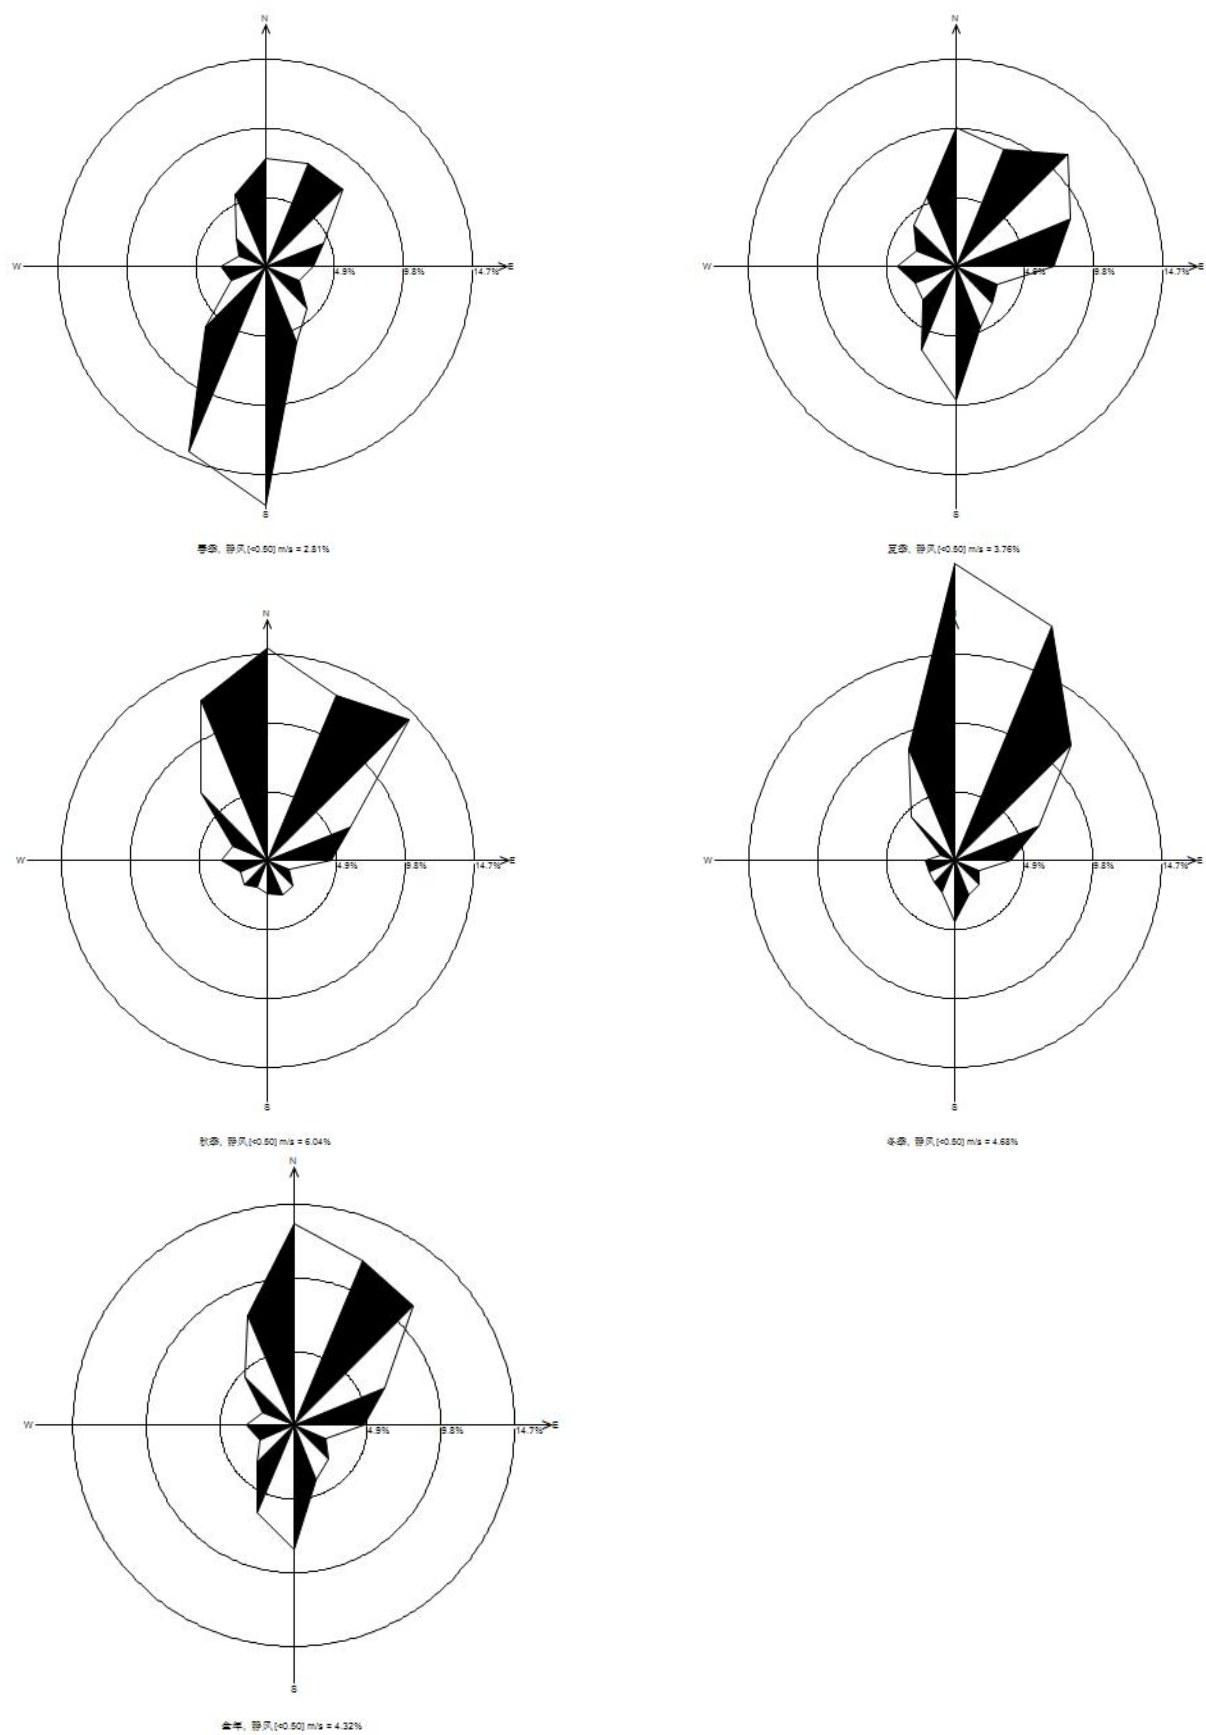 N
N
W
4.9%
9.8%
14.7%
E
W
4.9%
9.8%
14.7%
E
S
S
春季, 静风[<0.50] m/s = 2.81%
夏季, 静风[<0.50] m/s = 3.76%
N
W
4.9%
9.8%
14.7%
E
W
4.9%
9.8%
14.7%
E
S
S
秋季, 静风[<0.50] m/s = 6.04%
冬季, 静风[<0.50] m/s = 4.68%
N
W
4.9%
9.8%
14.7%
E
S
全年, 静风[<0.50] m/s = 4.32%